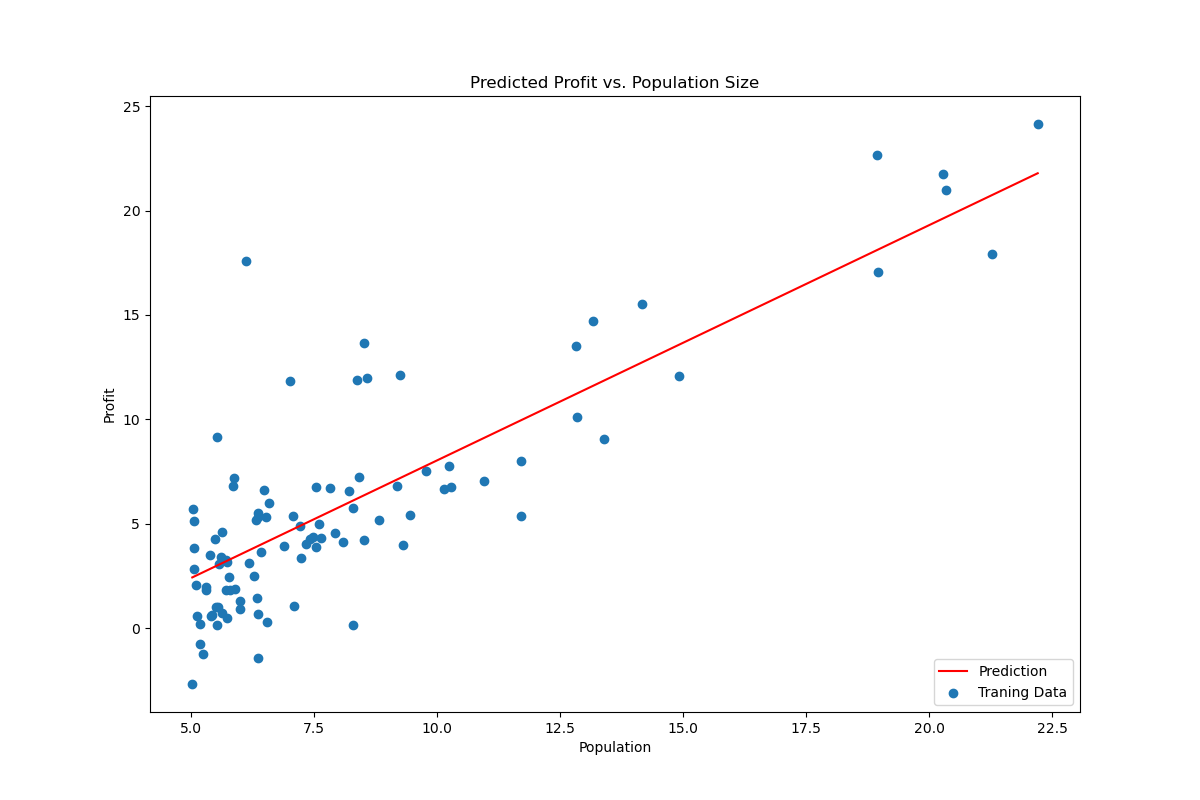 Predicted Profit vs. Population Size
25
20
15
10
5
0
Profit
5.0 7.5 10.0 12.5 15.0 17.5 20.0 22.5
Population
Prediction
Traning Data